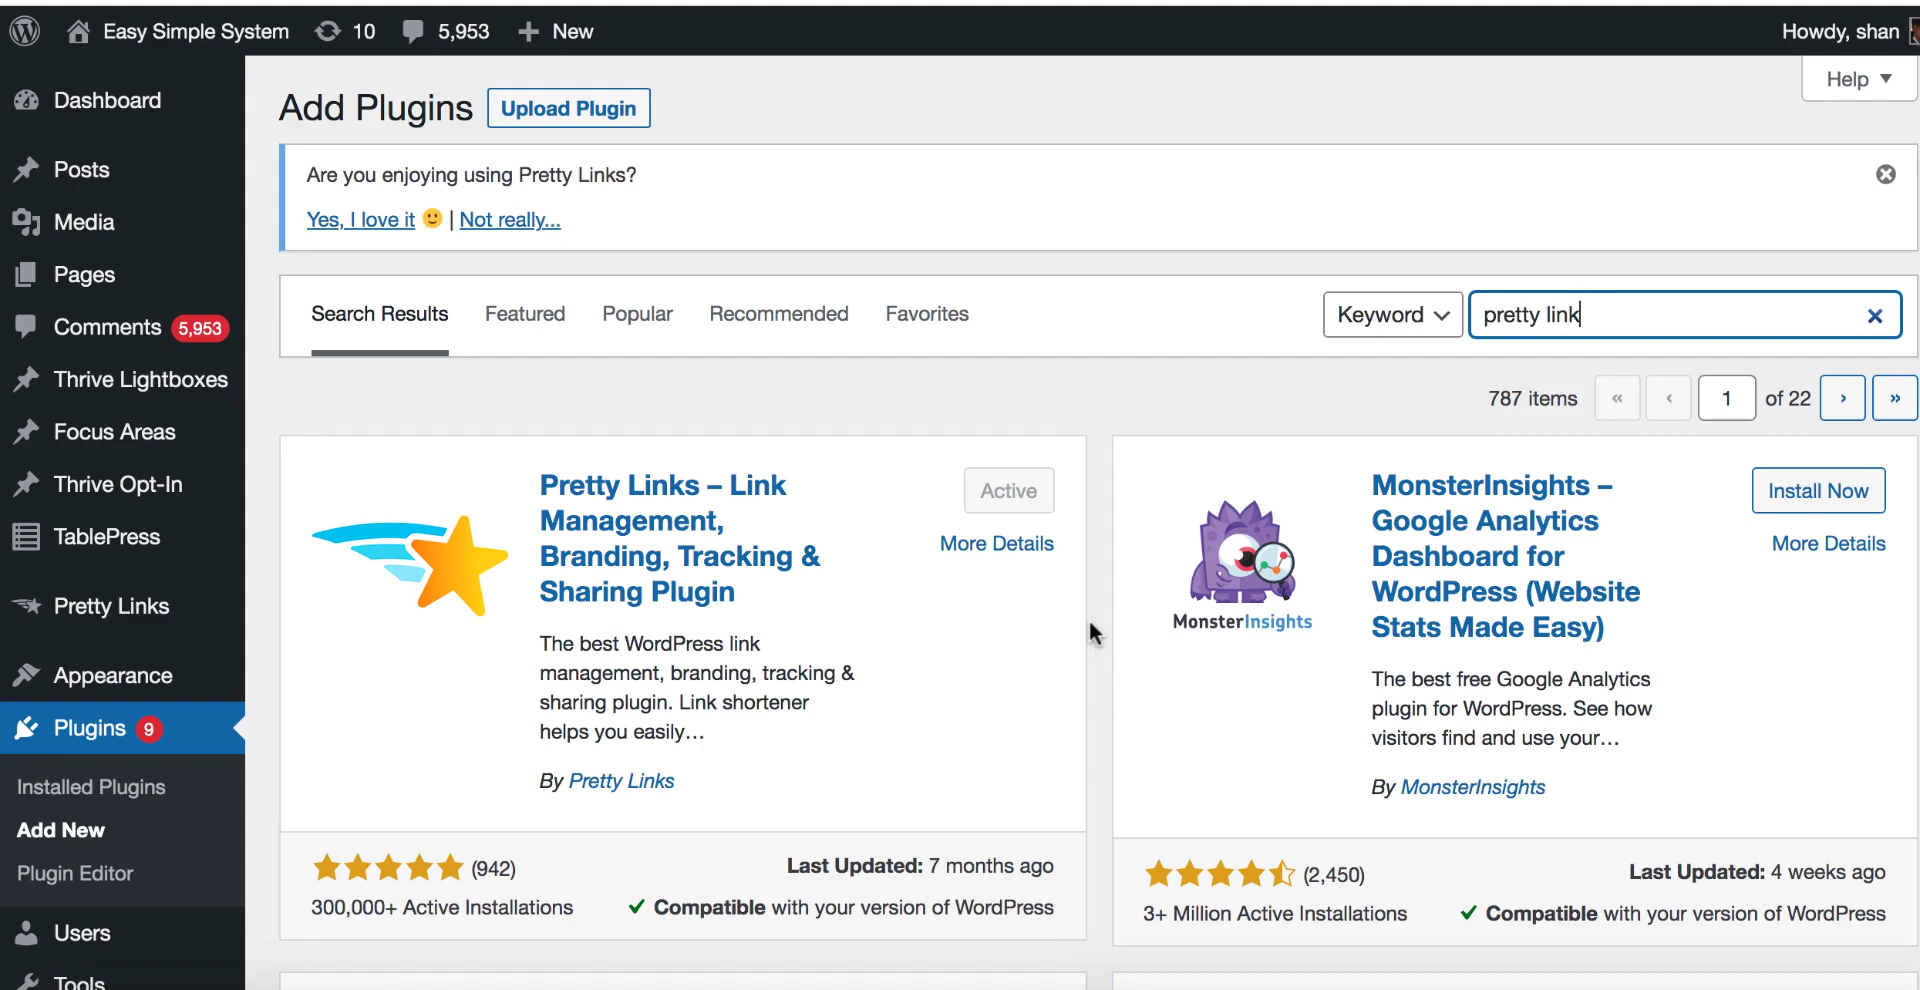 Easy Simple System 10 5,953 New Howdy, shan
Help
Dashboard
Posts
Media
Pages
Comments 5,953
Thrive Lightboxes
Focus Areas
Thrive Opt-In
TablePress
Pretty Links
Appearance
Plugins 9
Installed Plugins
Add New
Plugin Editor
Users
Tools
Add Plugins Upload Plugin
Are you enjoying using Pretty Links?
Yes, I love it 🙂 | Not really...
Search Results Featured Popular Recommended Favorites Keyword pretty link
787 items « ‹ 1 of 22 › »
Pretty Links – Link
Management,
Branding, Tracking &
Sharing Plugin
Active
More Details
The best WordPress link
management, branding, tracking &
sharing plugin. Link shortener
helps you easily…
By Pretty Links
(942)
Last Updated: 7 months ago
300,000+ Active Installations
Compatible with your version of WordPress
MonsterInsights
MonsterInsights –
Google Analytics
Dashboard for
WordPress (Website
Stats Made Easy)
Install Now
More Details
The best free Google Analytics
plugin for WordPress. See how
visitors find and use your…
By MonsterInsights
(2,450)
Last Updated: 4 weeks ago
3+ Million Active Installations
Compatible with your version of WordPress